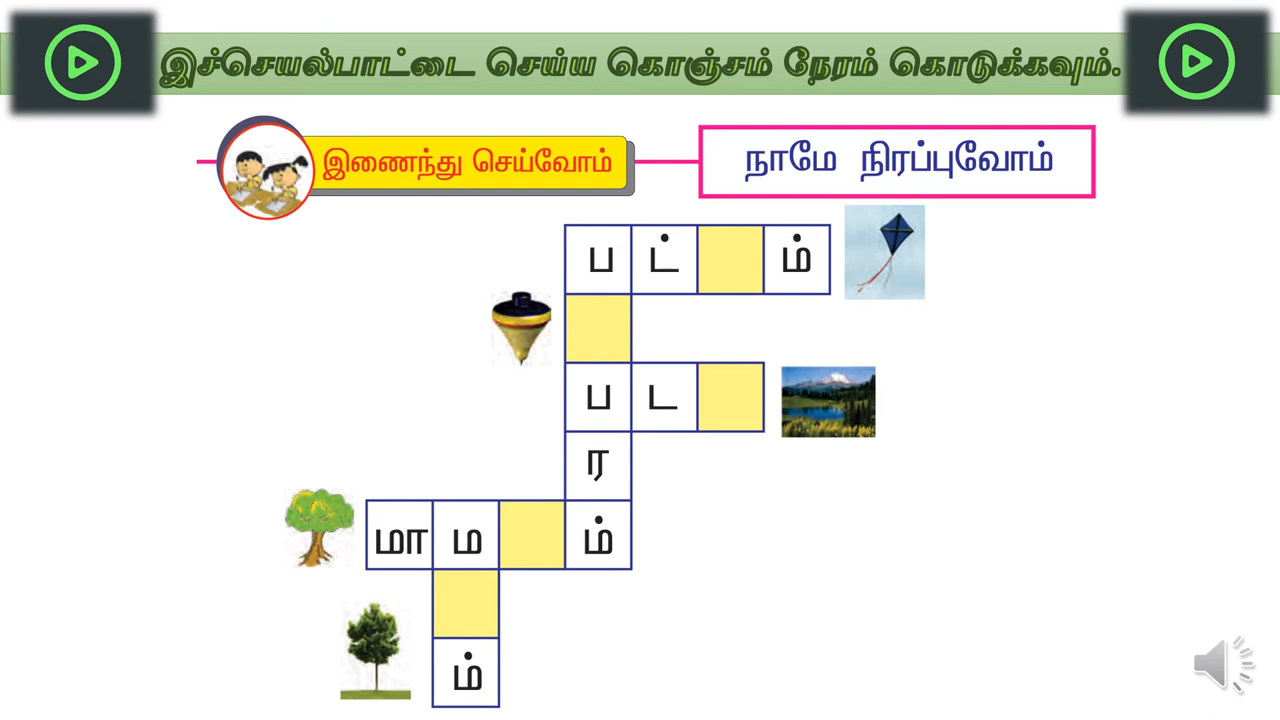 இச்செயல்பாட்டை செய்ய கொஞ்சம் நேரம் கொடுக்கவும்.
இணைந்து செய்வோம்
நாமே நிரப்புவோம்
ப ட் ம்
ப ட
ர
மா ம ம்
ம்